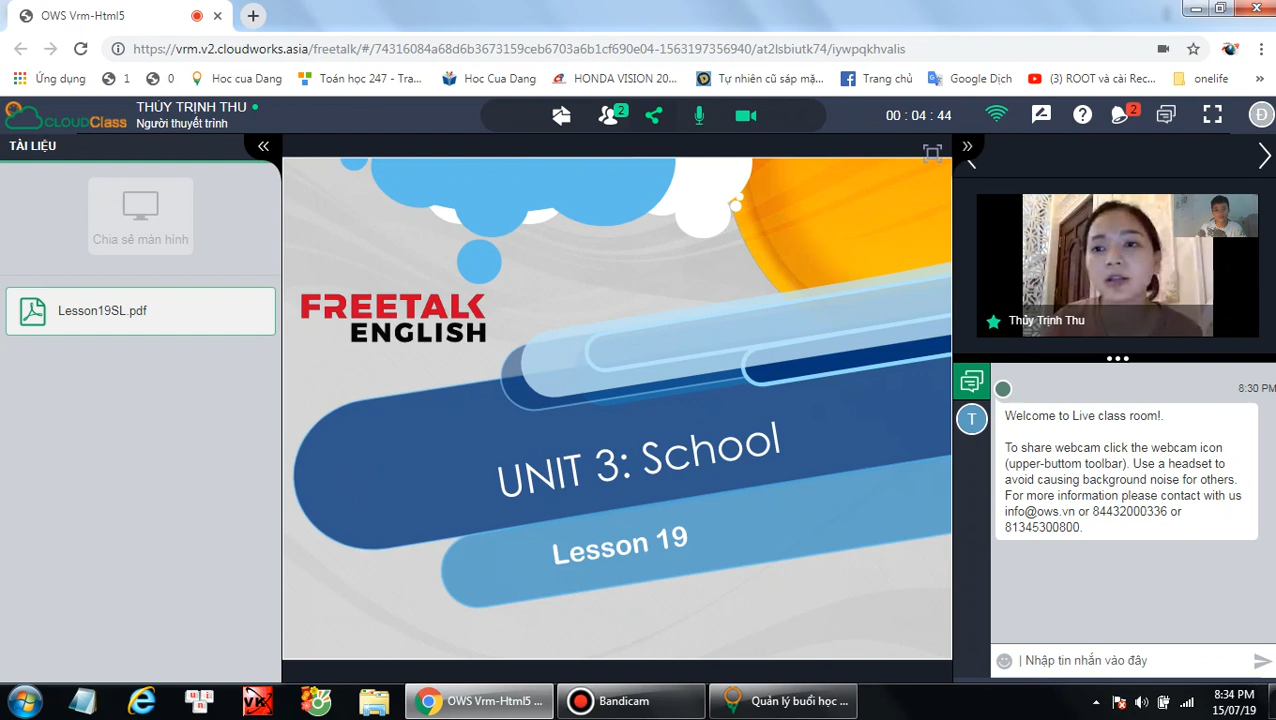 OWS Vrm-Html5
https://vrm.v2.cloudworks.asia/freetalk/#/74316084a68d6b3673159ceb6703a6b1cf690e04-1563197356940/at2lsbiutk74/iywpqkhvalis
Ứng dụng
1
0
Hoc cua Dang
Toán học 247 - Tra...
Học Cua Dang
HONDA VISION 20...
Tự nhiên cũ sáp mặ...
Trang chủ
Google Dịch
(3) ROOT và cài Rec...
onelife
»
CLOUDClass
THỦY TRỊNH THU
Người thuyết trình
2
00 : 04 : 44
2
Đ
TÀI LIỆU
Chia sẻ màn hình
Lesson19SL.pdf
FREETALK
ENGLISH
UNIT 3: School
Lesson 19
Thủy Trịnh Thu
8:30 PM
T
Welcome to Live class room!.
To share webcam click the webcam icon
(upper-buttom toolbar). Use a headset to
avoid causing background noise for others.
For more information please contact with us
info@ows.vn or 84432000336 or
81345300800.
Nhập tin nhắn vào đây
OWS Vrm-Html5 ...
Bandicam
Quản lý buổi học ...
8:34 PM
15/07/19